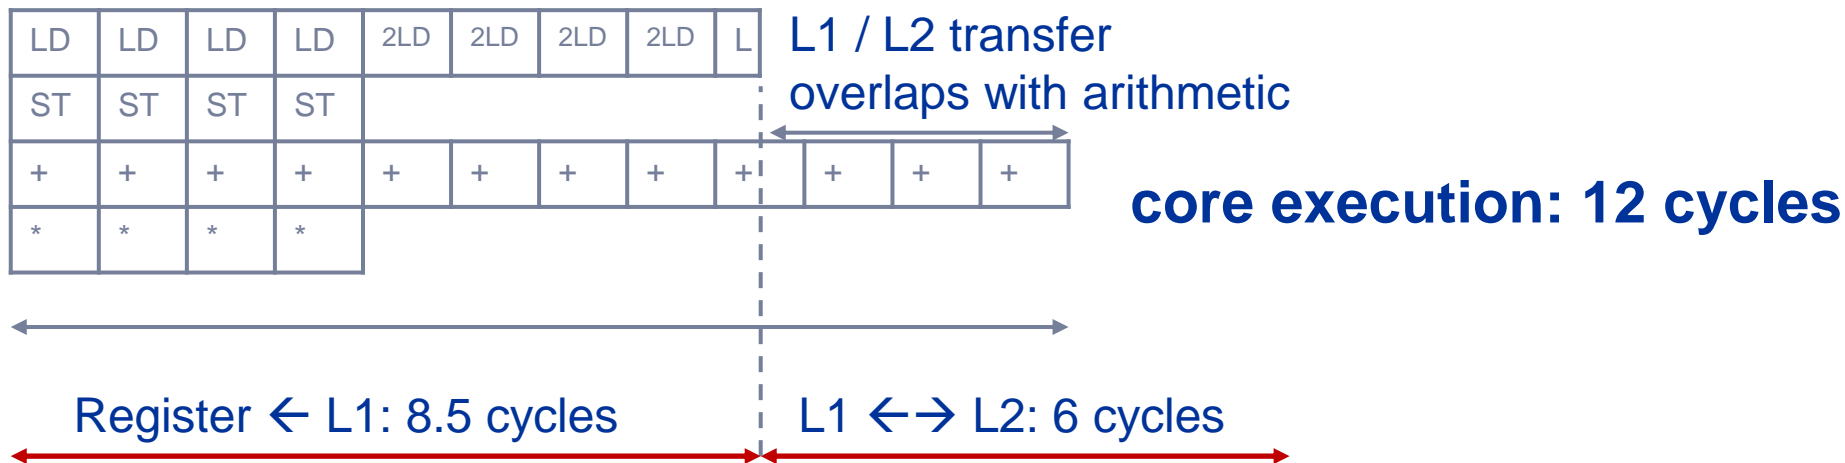 LD LD LD LD 2LD 2LD 2LD 2LD L
L1 / L2 transfer
overlaps with arithmetic
ST ST ST ST
+ + + + + + + + + + + +
* * * *
core execution: 12 cycles
Register ← L1: 8.5 cycles
L1 ←→ L2: 6 cycles